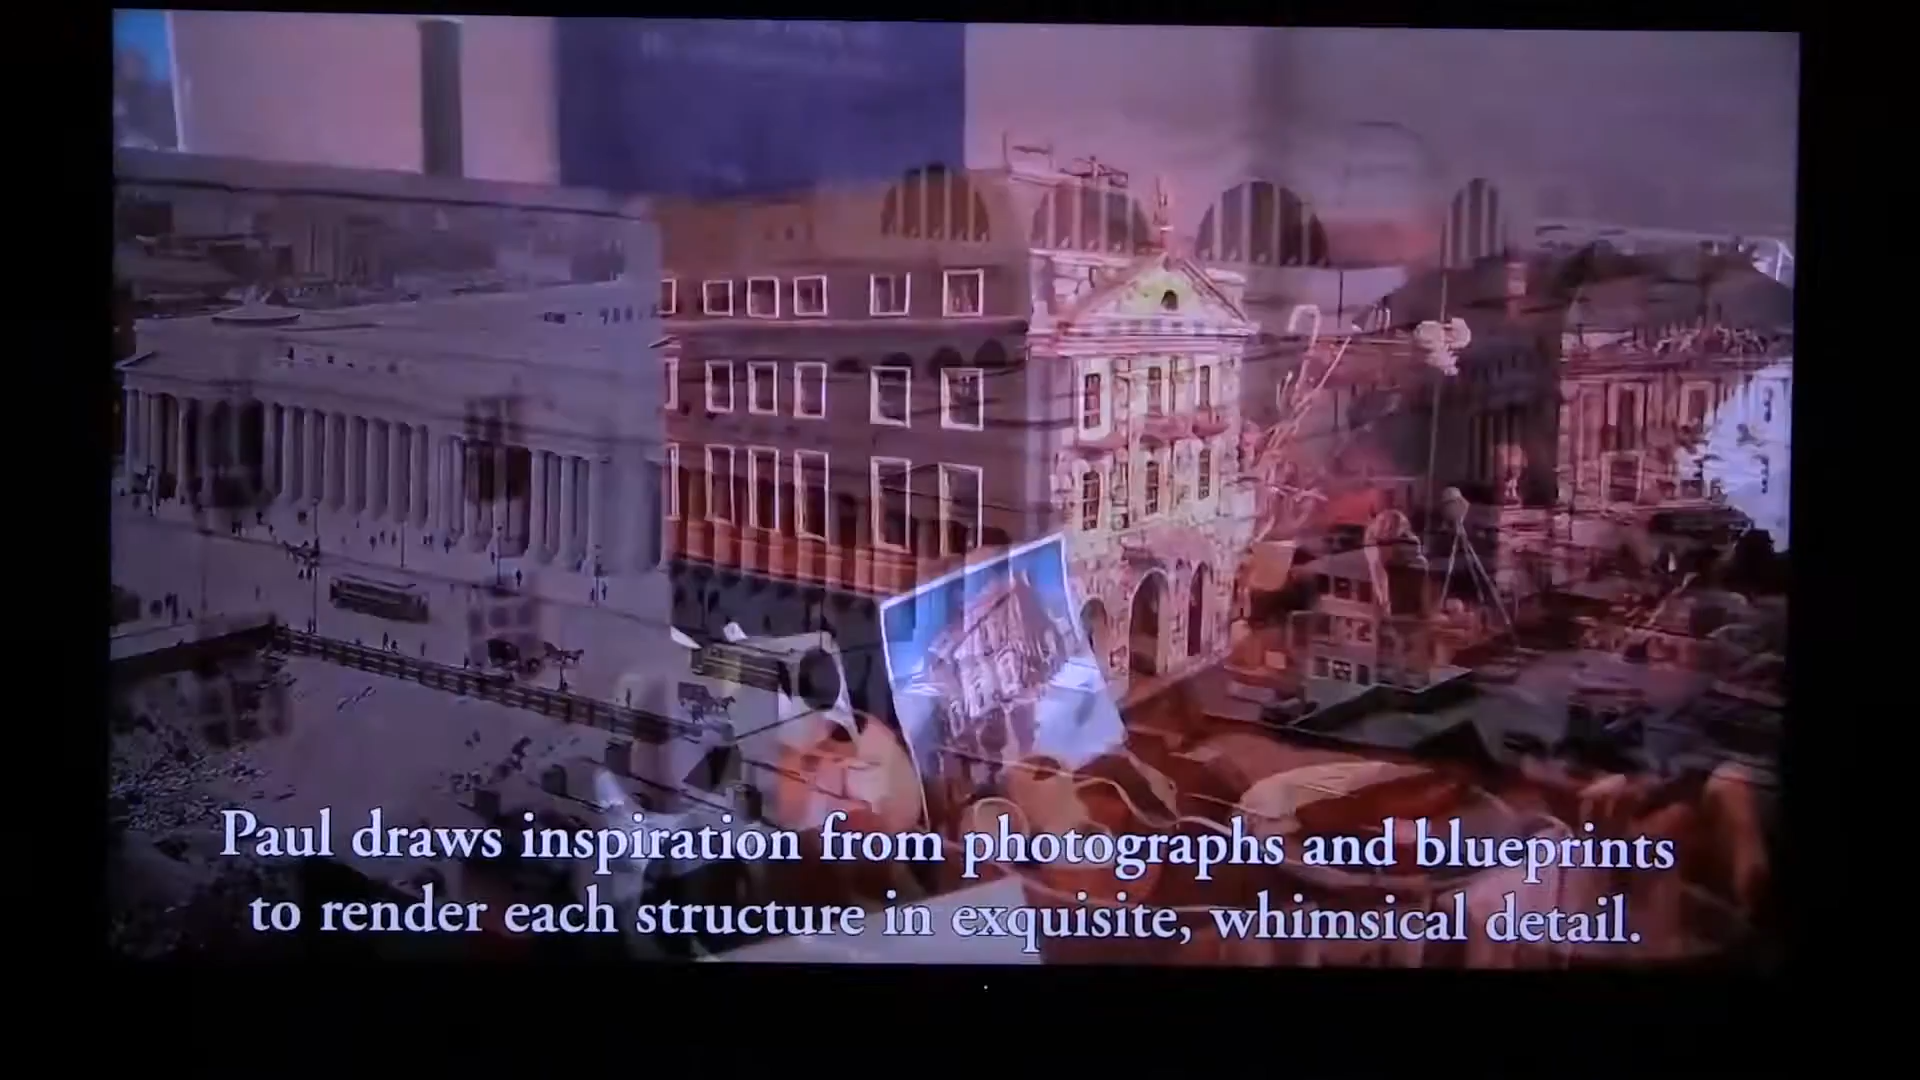 Paul draws inspiration from photographs and blueprints
to render each structure in exquisite, whimsical detail.